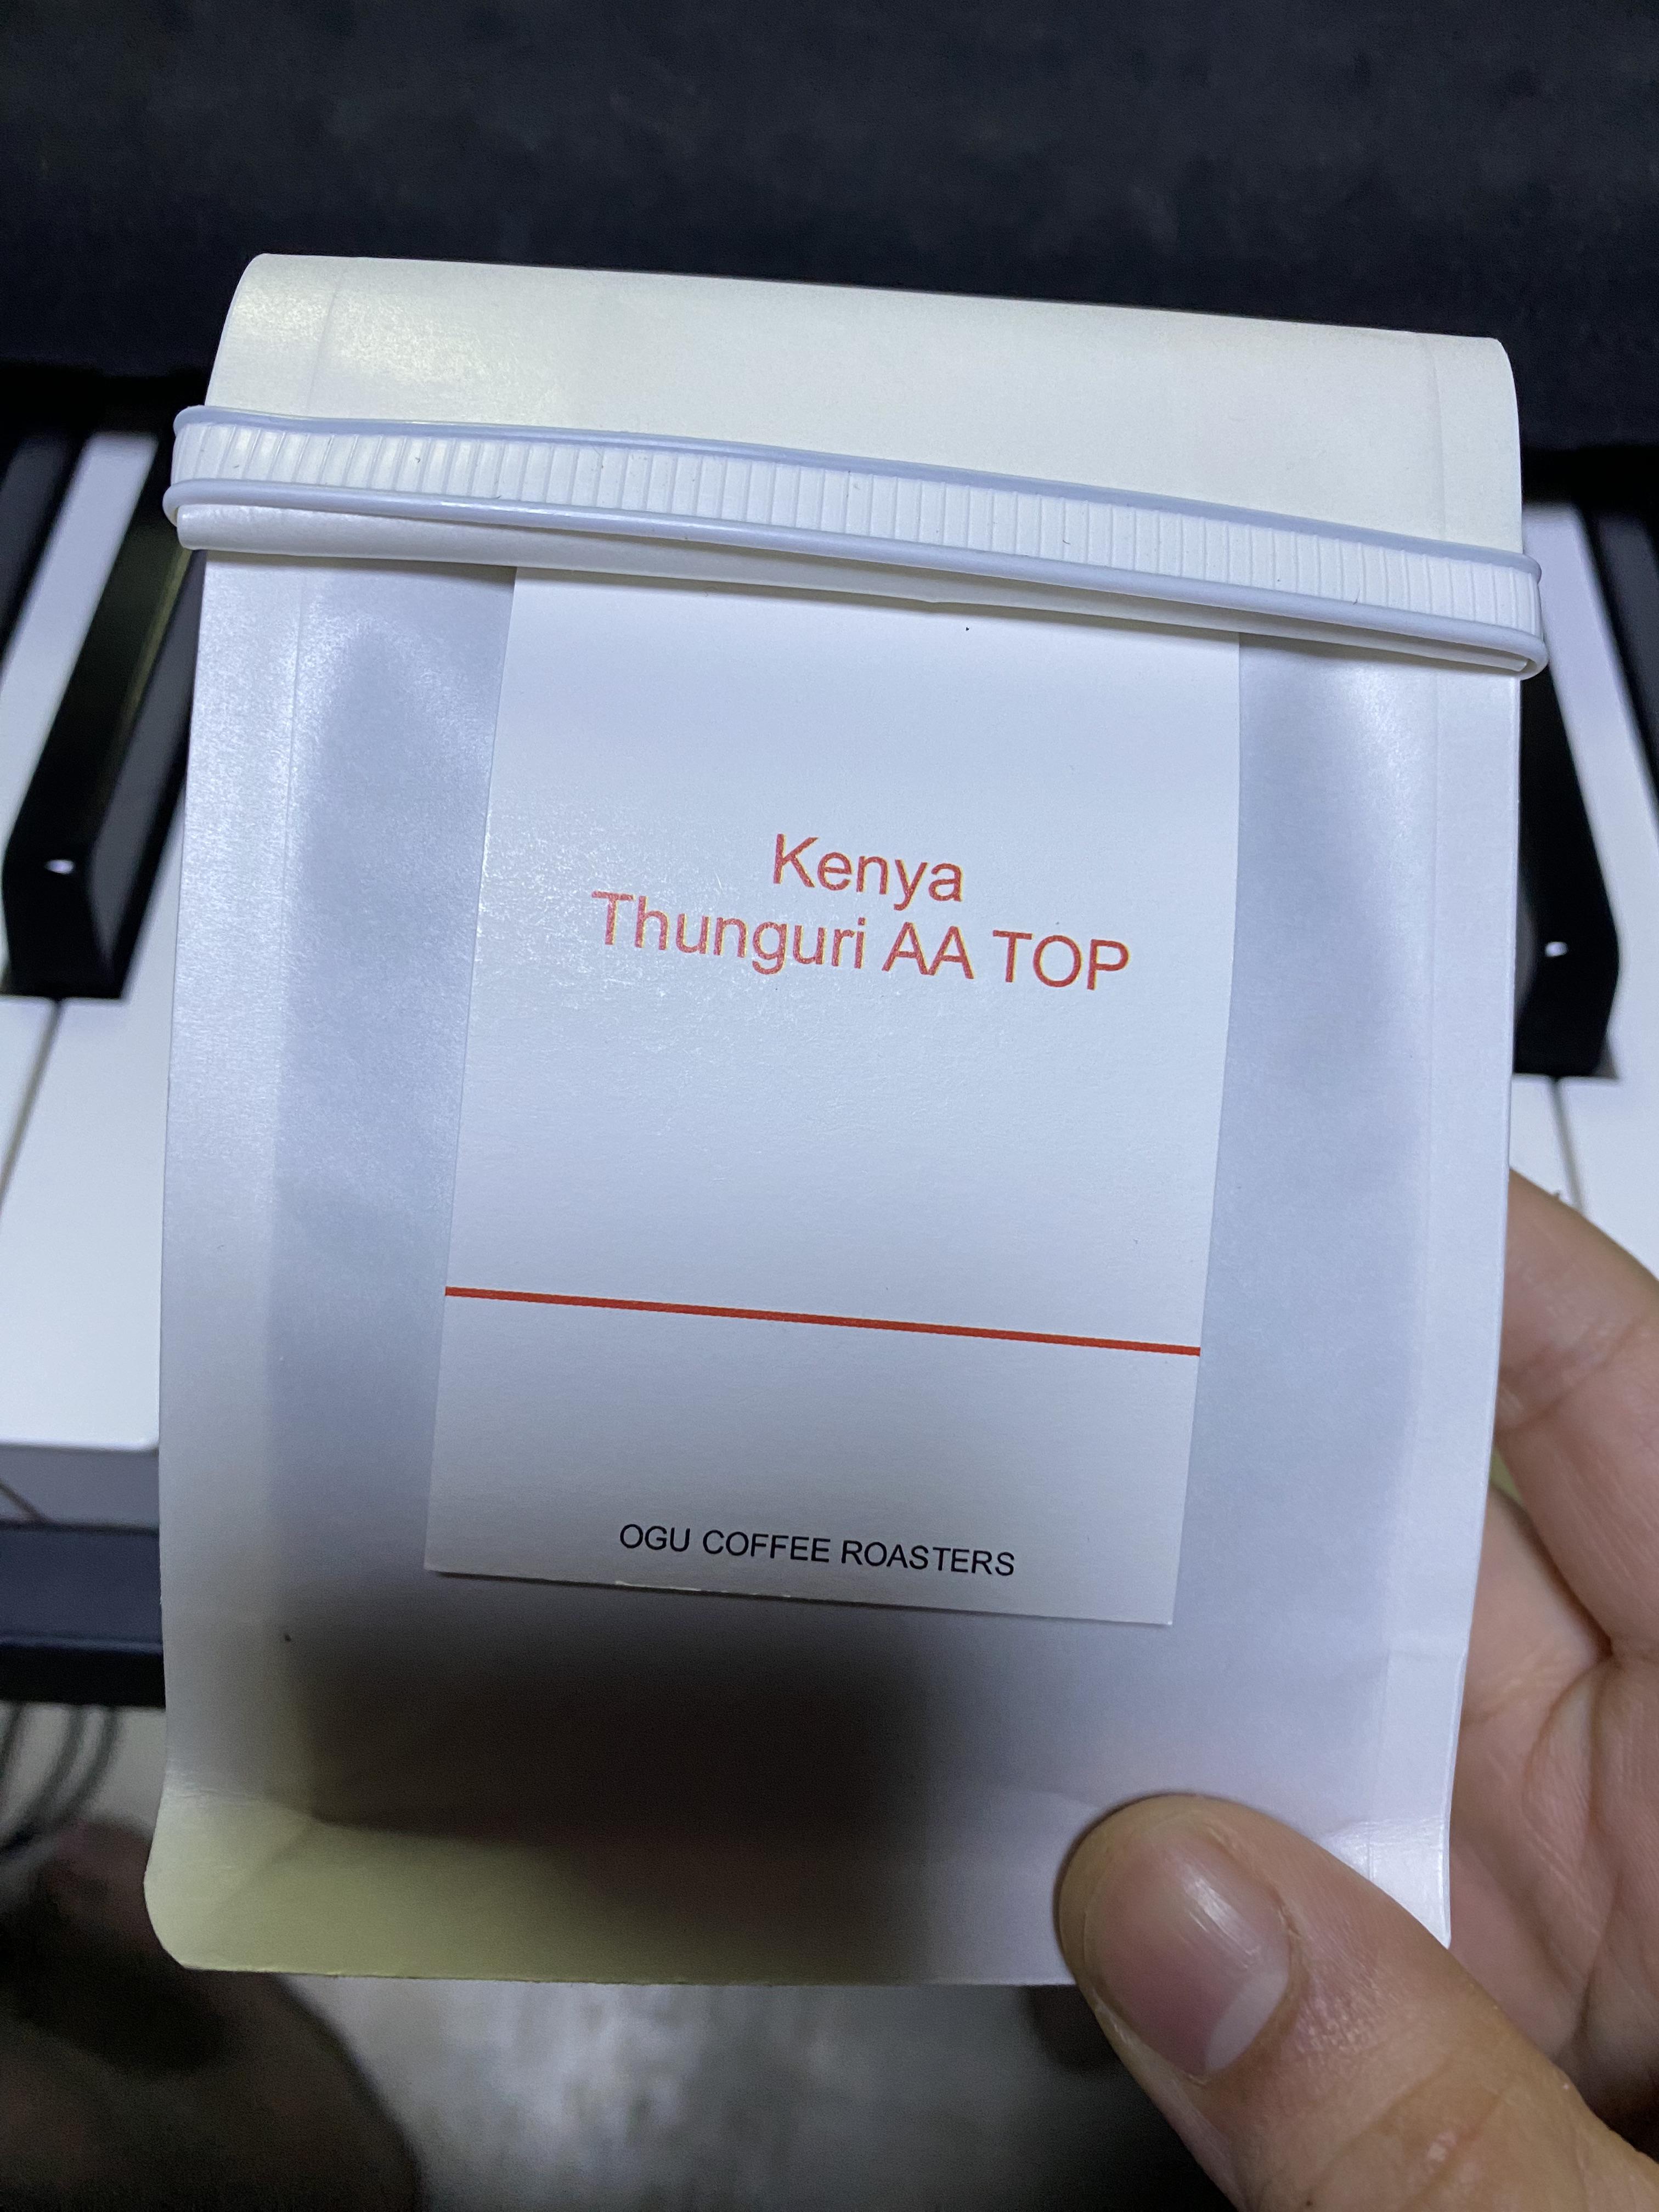 Kenya
Thunguri AA TOP
OGU COFFEE ROASTERS